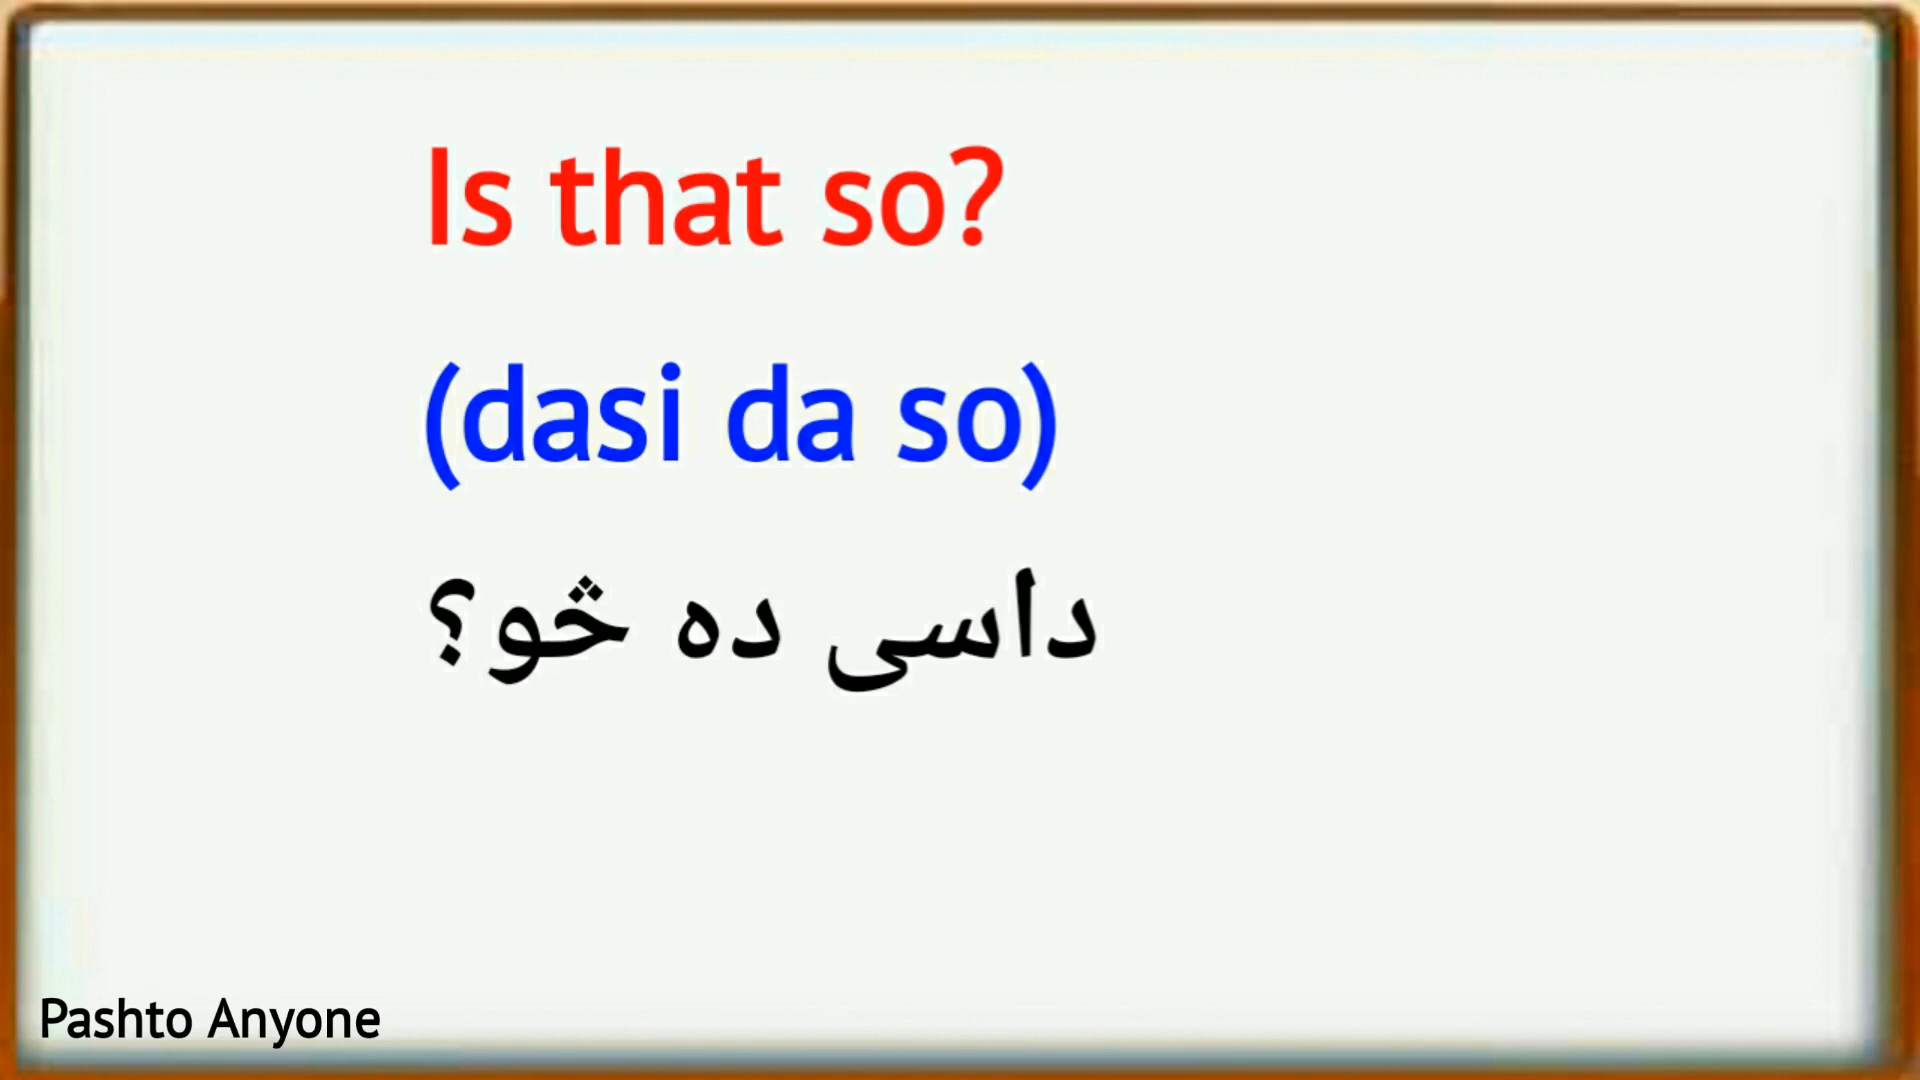 Is that so?
(dasi da so)
داسی ده څو؟
Pashto Anyone